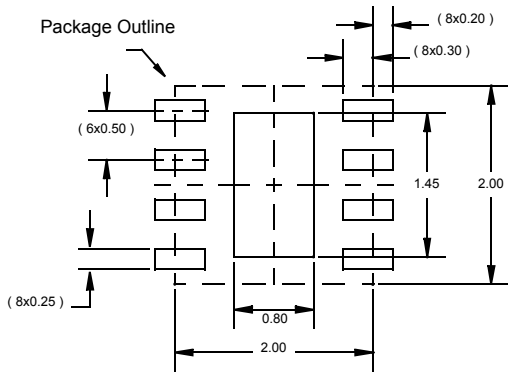 ( 8x0.20 )
Package Outline
( 8x0.30 )
( 6x0.50 )
1.45
2.00
( 8x0.25 )
0.80
2.00